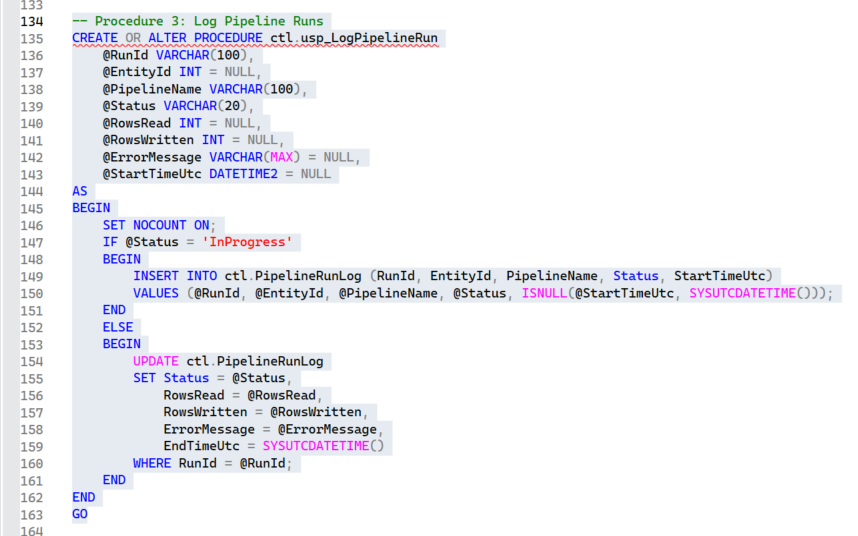 133
134 -- Procedure 3: Log Pipeline Runs
135 CREATE OR ALTER PROCEDURE ctl.usp_LogPipelineRun
136     @RunId VARCHAR(100),
137     @EntityId INT = NULL,
138     @PipelineName VARCHAR(100),
139     @Status VARCHAR(20),
140     @RowsRead INT = NULL,
141     @RowsWritten INT = NULL,
142     @ErrorMessage VARCHAR(MAX) = NULL,
143     @StartTimeUtc DATETIME2 = NULL
144 AS
145 BEGIN
146     SET NOCOUNT ON;
147     IF @Status = 'InProgress'
148     BEGIN
149         INSERT INTO ctl.PipelineRunLog (RunId, EntityId, PipelineName, Status, StartTimeUtc)
150         VALUES (@RunId, @EntityId, @PipelineName, @Status, ISNULL(@StartTimeUtc, SYSUTCDATETIME()));
151     END
152     ELSE
153     BEGIN
154         UPDATE ctl.PipelineRunLog
155         SET Status = @Status,
156             RowsRead = @RowsRead,
157             RowsWritten = @RowsWritten,
158             ErrorMessage = @ErrorMessage,
159             EndTimeUtc = SYSUTCDATETIME()
160         WHERE RunId = @RunId;
161     END
162 END
163 GO
164